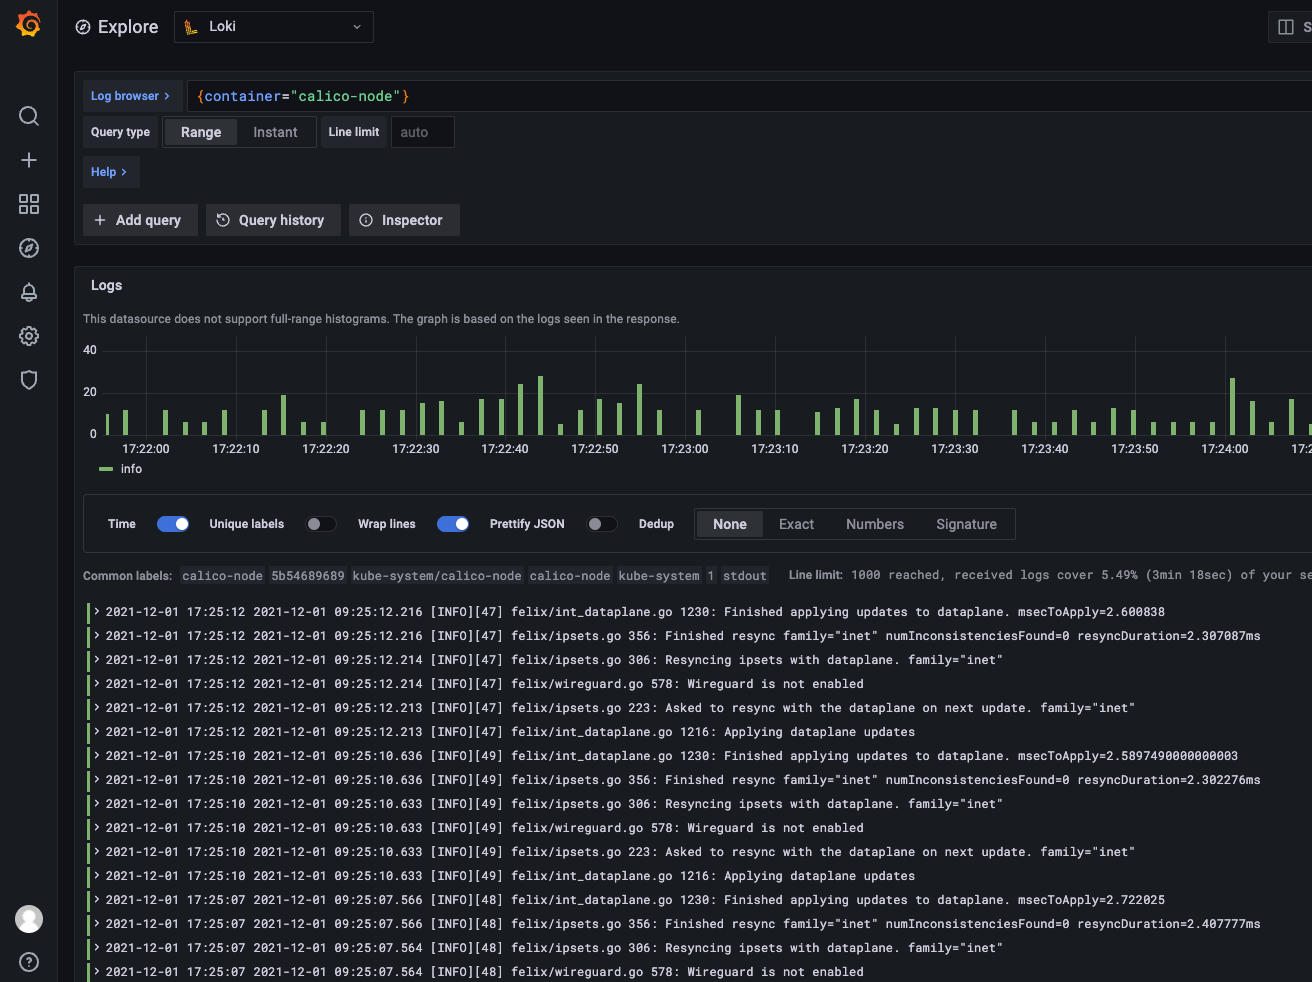 Explore Loki
Log browser > {container="calico-node"}
Query type Range Instant Line limit auto
Help >
+ Add query Query history Inspector
Logs
This datasource does not support full-range histograms. The graph is based on the logs seen in the response.
40
20
0
17:22:00 17:22:10 17:22:20 17:22:30 17:22:40 17:22:50 17:23:00 17:23:10 17:23:20 17:23:30 17:23:40 17:23:50 17:24:00
info
Time Unique labels Wrap lines Prettify JSON Dedup None Exact Numbers Signature
Common labels: calico-node 5b54689689 kube-system/calico-node calico-node kube-system 1 stdout Line limit: 1000 reached, received logs cover 5.49% (3min 18sec) of your
> 2021-12-01 17:25:12 2021-12-01 09:25:12.216 [INFO][47] felix/int_dataplane.go 1230: Finished applying updates to dataplane. msecToApply=2.600838
> 2021-12-01 17:25:12 2021-12-01 09:25:12.216 [INFO][47] felix/ipsets.go 356: Finished resync family="inet" numInconsistenciesFound=0 resyncDuration=2.307087ms
> 2021-12-01 17:25:12 2021-12-01 09:25:12.214 [INFO][47] felix/ipsets.go 306: Resyncing ipsets with dataplane. family="inet"
> 2021-12-01 17:25:12 2021-12-01 09:25:12.214 [INFO][47] felix/wireguard.go 578: Wireguard is not enabled
> 2021-12-01 17:25:12 2021-12-01 09:25:12.213 [INFO][47] felix/ipsets.go 223: Asked to resync with the dataplane on next update. family="inet"
> 2021-12-01 17:25:12 2021-12-01 09:25:12.213 [INFO][47] felix/int_dataplane.go 1216: Applying dataplane updates
> 2021-12-01 17:25:10 2021-12-01 09:25:10.636 [INFO][49] felix/int_dataplane.go 1230: Finished applying updates to dataplane. msecToApply=2.5897490000000003
> 2021-12-01 17:25:10 2021-12-01 09:25:10.636 [INFO][49] felix/ipsets.go 356: Finished resync family="inet" numInconsistenciesFound=0 resyncDuration=2.302276ms
> 2021-12-01 17:25:10 2021-12-01 09:25:10.633 [INFO][49] felix/ipsets.go 306: Resyncing ipsets with dataplane. family="inet"
> 2021-12-01 17:25:10 2021-12-01 09:25:10.633 [INFO][49] felix/wireguard.go 578: Wireguard is not enabled
> 2021-12-01 17:25:10 2021-12-01 09:25:10.633 [INFO][49] felix/ipsets.go 223: Asked to resync with the dataplane on next update. family="inet"
> 2021-12-01 17:25:10 2021-12-01 09:25:10.633 [INFO][49] felix/int_dataplane.go 1216: Applying dataplane updates
> 2021-12-01 17:25:07 2021-12-01 09:25:07.566 [INFO][48] felix/int_dataplane.go 1230: Finished applying updates to dataplane. msecToApply=2.722025
> 2021-12-01 17:25:07 2021-12-01 09:25:07.566 [INFO][48] felix/ipsets.go 356: Finished resync family="inet" numInconsistenciesFound=0 resyncDuration=2.407777ms
> 2021-12-01 17:25:07 2021-12-01 09:25:07.564 [INFO][48] felix/ipsets.go 306: Resyncing ipsets with dataplane. family="inet"
> 2021-12-01 17:25:07 2021-12-01 09:25:07.564 [INFO][48] felix/wireguard.go 578: Wireguard is not enabled